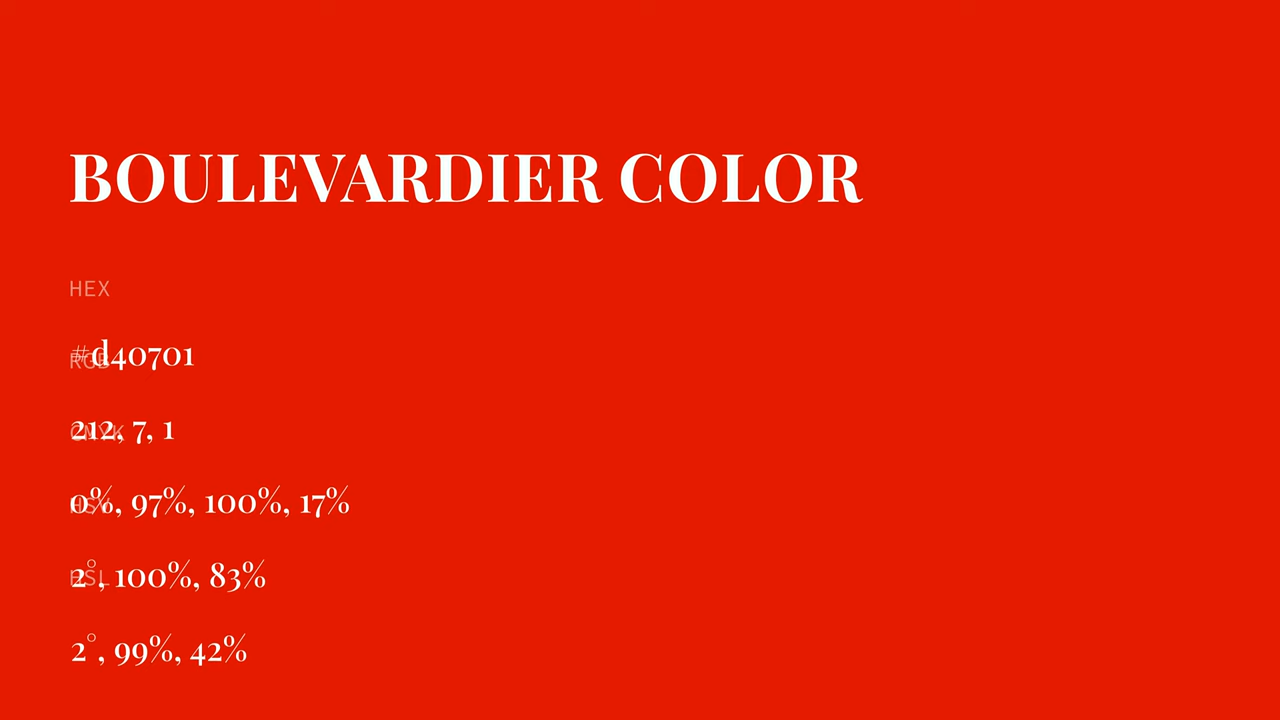 BOULEVARDIER COLOR
HEX
#d40701
RGB
212, 7, 1
CMYK
0%, 97%, 100%, 17%
HSV
2°, 100%, 83%
HSL
2°, 99%, 42%